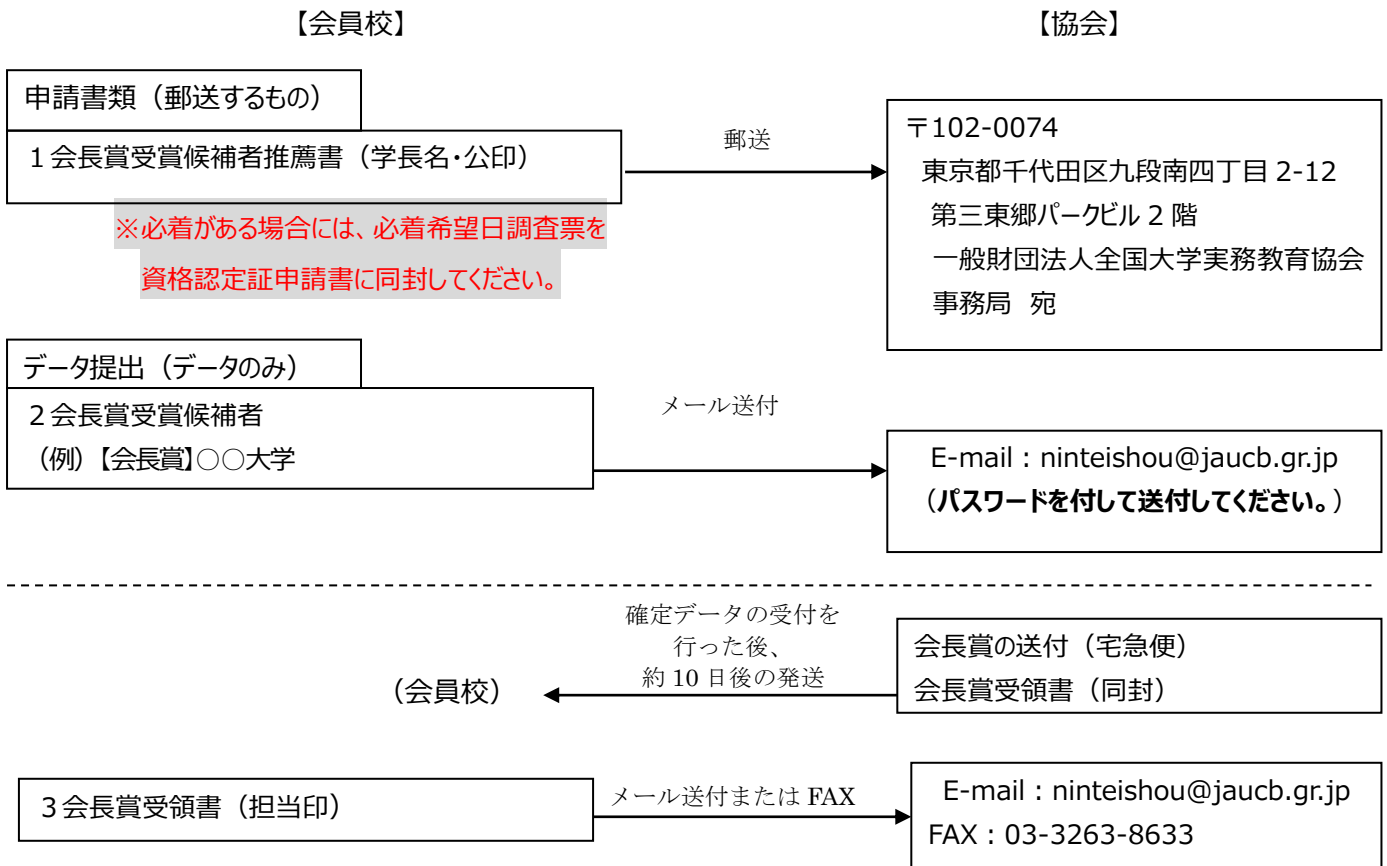 【会員校】
【協会】
申請書類（郵送するもの）
１会長賞受賞候補者推薦書（学長名・公印）
※必着がある場合には、必着希望日調査票を
資格認定証申請書に同封してください。
郵送
〒102-0074
東京都千代田区九段南四丁目 2-12
第三東郷パークビル 2 階
一般財団法人全国大学実務教育協会
事務局 宛
データ提出（データのみ）
２会長賞受賞候補者
（例）【会長賞】○○大学
メール送付
E-mail：ninteishou@jaucb.gr.jp
（パスワードを付して送付してください。）
確定データの受付を
行った後、
約 10 日後の発送
（会員校）
会長賞の送付（宅急便）
会長賞受領書（同封）
３会長賞受領書（担当印）
メール送付または FAX
E-mail：ninteishou@jaucb.gr.jp
FAX：03-3263-8633